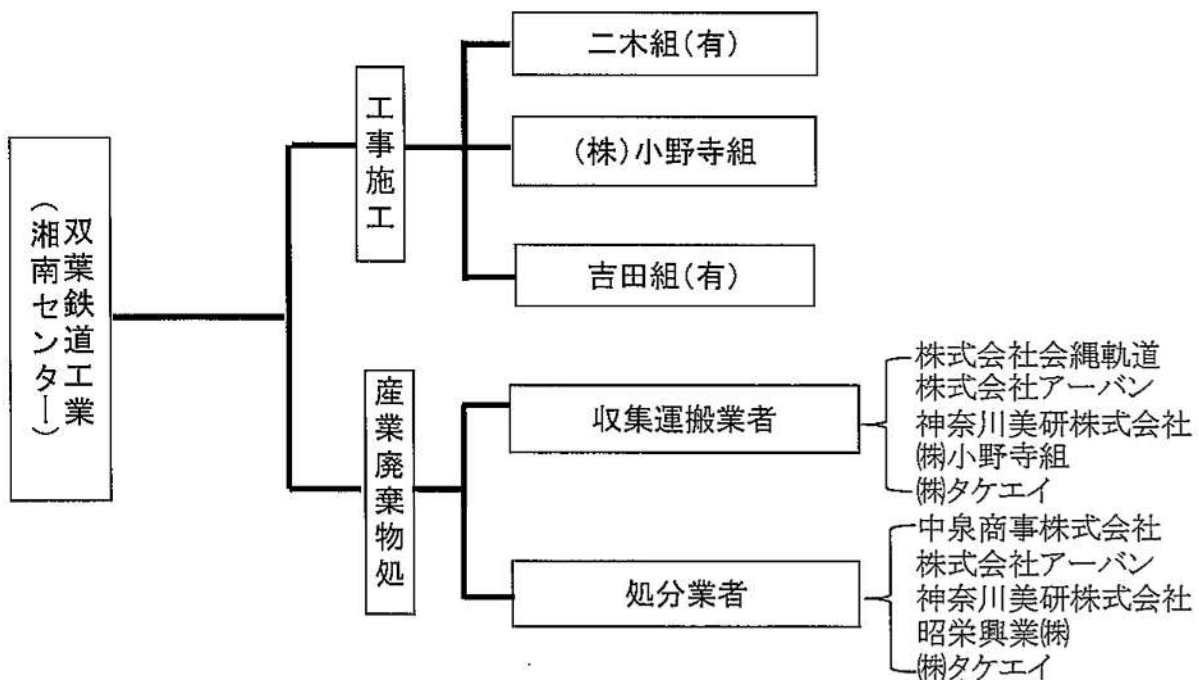 双葉鉄道工業
(湘南センター)
工事施工
二木組(有)
(株)小野寺組
吉田組(有)
産業廃棄物処
収集運搬業者
株式会社会縄軌道
株式会社アーバン
神奈川美研株式会社
㈱小野寺組
㈱タケエイ
処分業者
中泉商事株式会社
株式会社アーバン
神奈川美研株式会社
昭栄興業㈱
㈱タケエイ